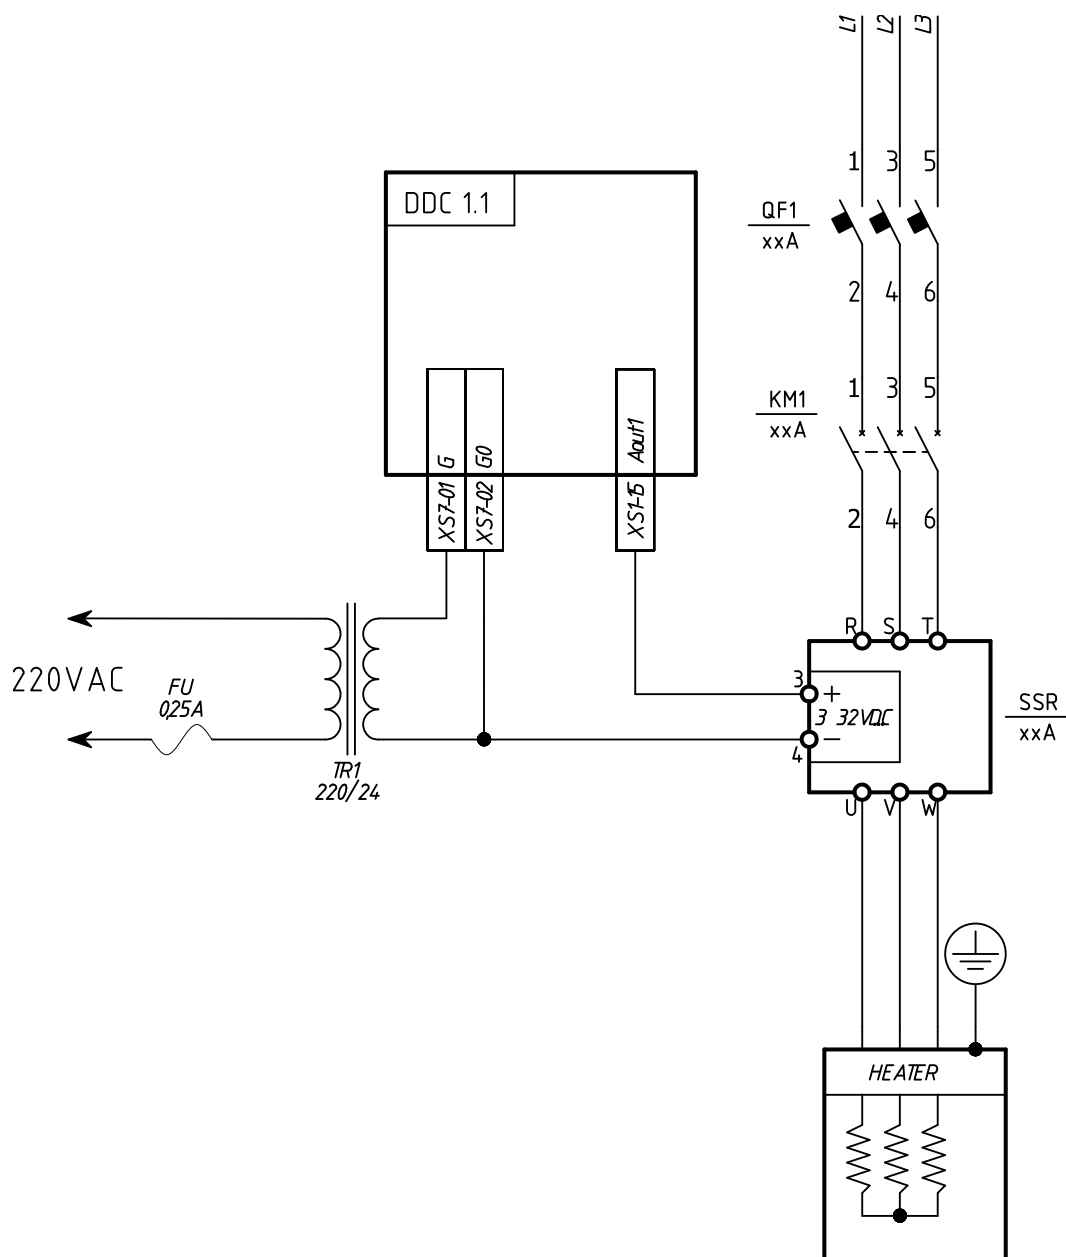 L1 L2 L3
1 3 5
DDC 1.1
QF1
xxA
2 4 6
KM1
xxA
1 3 5
G G0 Aout1
XS7-01 XS7-02 XS1-15
2 4 6
R S T
220VAC
FU
0,25A
3
+
3 32VDC
-
4
SSR
xxA
TR1
220/24
U V W
HEATER